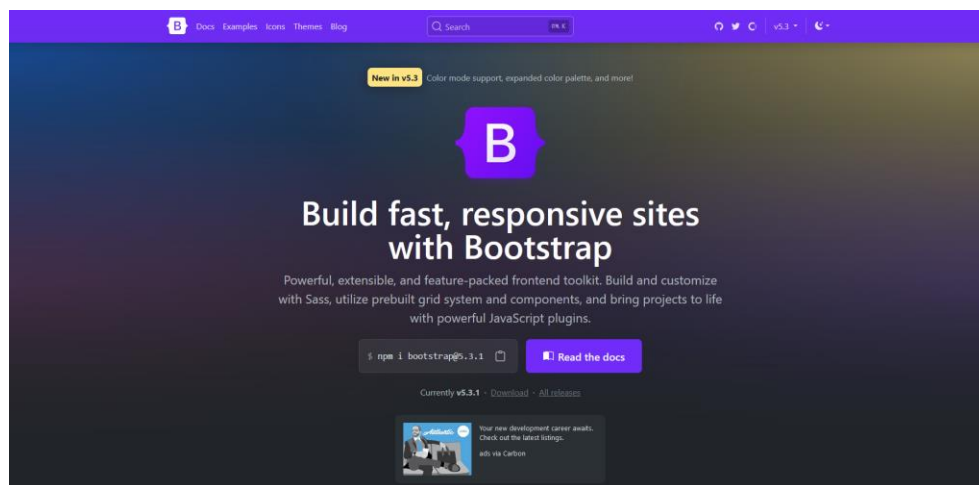 B Docs Examples Icons Themes Blog Search v5.3
New in v5.3 Color mode support, expanded color palette, and more!
B
Build fast, responsive sites
with Bootstrap
Powerful, extensible, and feature-packed frontend toolkit. Build and customize
with Sass, utilize prebuilt grid system and components, and bring projects to life
with powerful JavaScript plugins.
$ npm i bootstrap@5.3.1 Read the docs
Currently v5.3.1 · Download · All releases
Atlantic
Your new development career awaits.
Check out the latest listings.
ads via Carbon